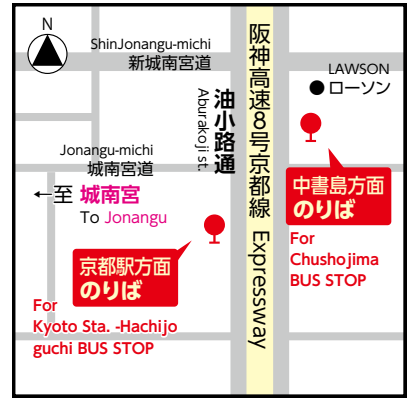 N
ShinJonangu-michi
新城南宮道
阪神高速8号京都線 Expressway
油小路通
Aburakoji st.
LAWSON
ローソン
Jonangu-michi
城南宮道
←至 城南宮
To Jonangu
中書島方面
のりば
For
Chushojima
BUS STOP
京都駅方面
のりば
For
Kyoto Sta. -Hachijo
guchi BUS STOP